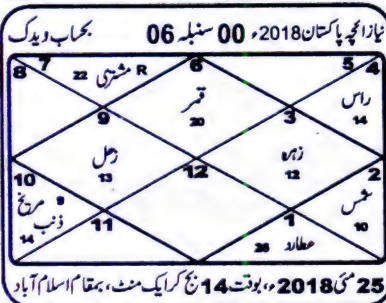 نیازائچہ پاکستان 2018ء 00 سنبلہ 06 بحساب ویدک
8 7 22 مشتری R 6 5 4
قمر 20
راس 14
9 3
زحل 13
12
زہرہ 12
10 2
مریخ 9
ذنب 14
11 1
عطارد 26
شمس 10
25 مئی 2018ء، بوقت 14 بج کر ایک منٹ، بمقام اسلام آباد